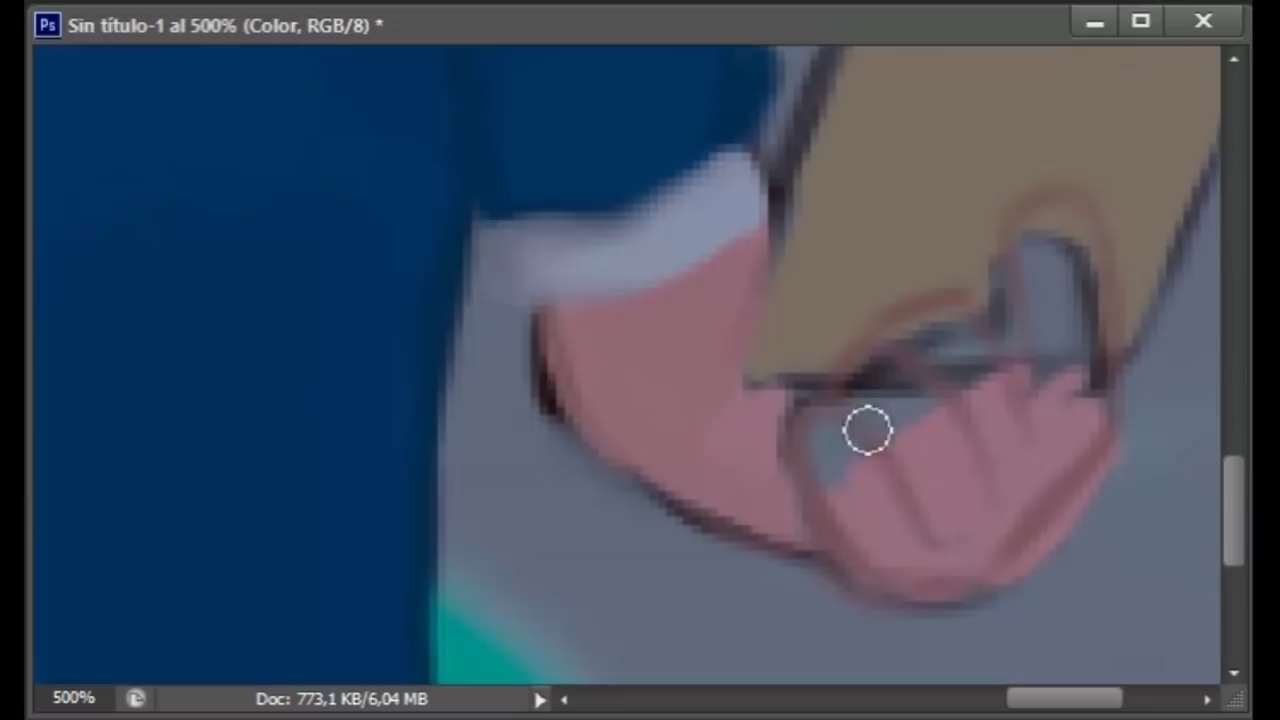 Ps Sin título-1 al 500% (Color, RGB/8) *
500% Doc: 773,1 KB/6,04 MB